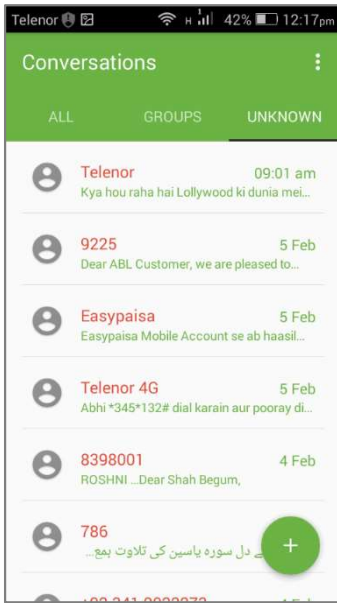 Telenor 42% 12:17pm
Conversations
ALL GROUPS UNKNOWN
Telenor 09:01 am
Kya hou raha hai Lollywood ki dunia mei...
9225 5 Feb
Dear ABL Customer, we are pleased to...
Easypaisa 5 Feb
Easypaisa Mobile Account se ab haasil...
Telenor 4G 5 Feb
Abhi *345*132# dial karain aur pooray di...
8398001 4 Feb
ROSHNI ...Dear Shah Begum,
786
دل سورہ یاسین کی تلاوت بمع...